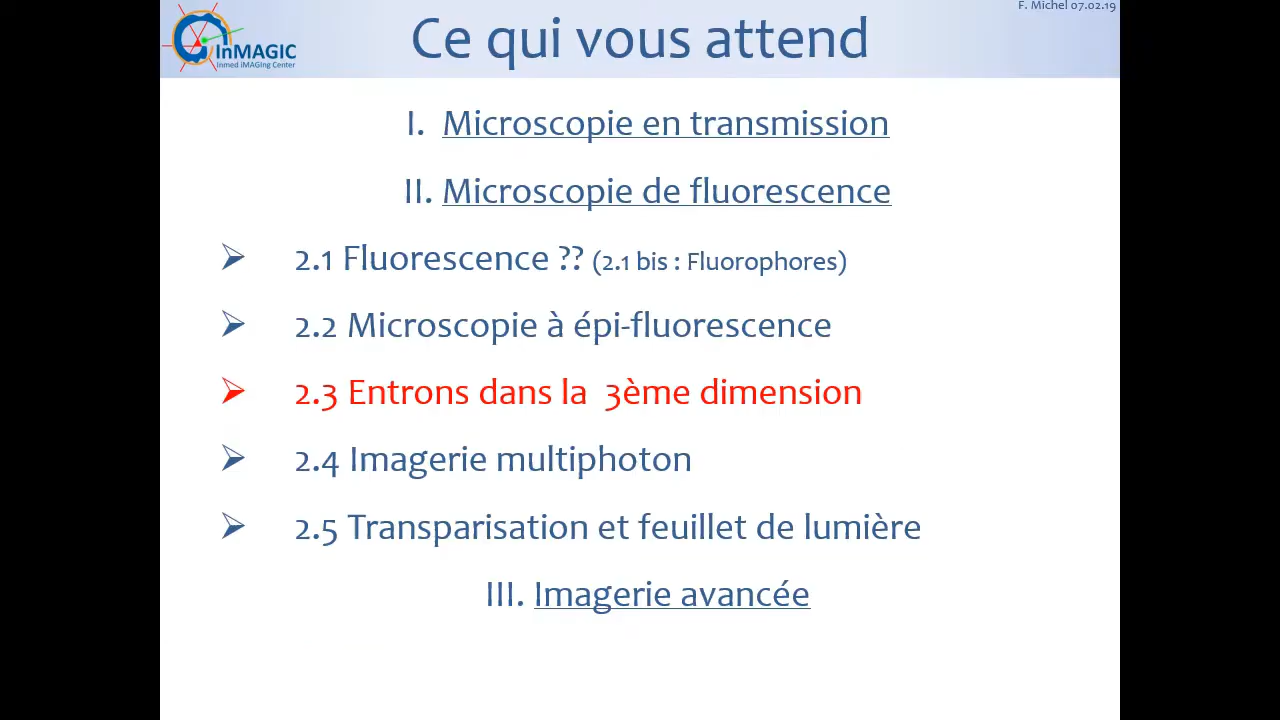 F. Michel 07.02.19
InMAGIC
Inmed iMAGing Center
Ce qui vous attend
I. Microscopie en transmission
II. Microscopie de fluorescence
➢ 2.1 Fluorescence ?? (2.1 bis : Fluorophores)
➢ 2.2 Microscopie à épi-fluorescence
➢ 2.3 Entrons dans la 3ème dimension
➢ 2.4 Imagerie multiphoton
➢ 2.5 Transparisation et feuillet de lumière
III. Imagerie avancée